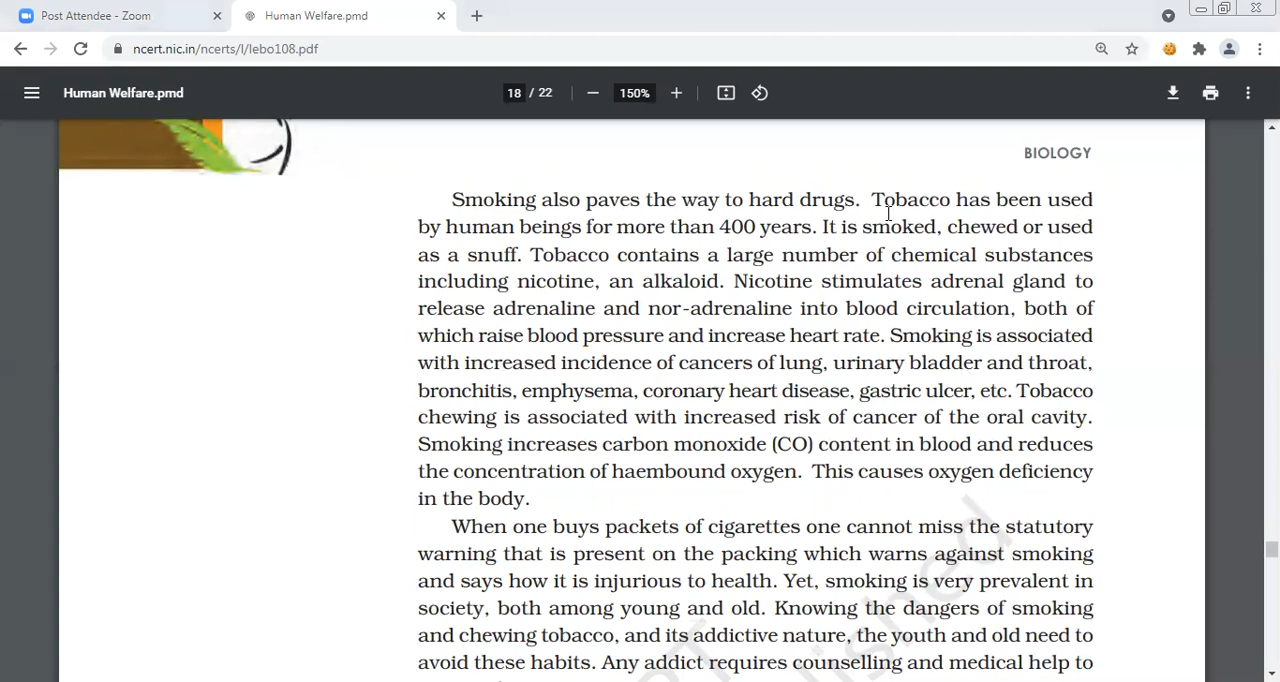 Post Attendee - Zoom
Human Welfare.pmd
ncert.nic.in/ncerts/l/lebo108.pdf
Human Welfare.pmd
18 / 22
150%
BIOLOGY
Smoking also paves the way to hard drugs. Tobacco has been used
by human beings for more than 400 years. It is smoked, chewed or used
as a snuff. Tobacco contains a large number of chemical substances
including nicotine, an alkaloid. Nicotine stimulates adrenal gland to
release adrenaline and nor-adrenaline into blood circulation, both of
which raise blood pressure and increase heart rate. Smoking is associated
with increased incidence of cancers of lung, urinary bladder and throat,
bronchitis, emphysema, coronary heart disease, gastric ulcer, etc. Tobacco
chewing is associated with increased risk of cancer of the oral cavity.
Smoking increases carbon monoxide (CO) content in blood and reduces
the concentration of haembound oxygen. This causes oxygen deficiency
in the body.
When one buys packets of cigarettes one cannot miss the statutory
warning that is present on the packing which warns against smoking
and says how it is injurious to health. Yet, smoking is very prevalent in
society, both among young and old. Knowing the dangers of smoking
and chewing tobacco, and its addictive nature, the youth and old need to
avoid these habits. Any addict requires counselling and medical help to